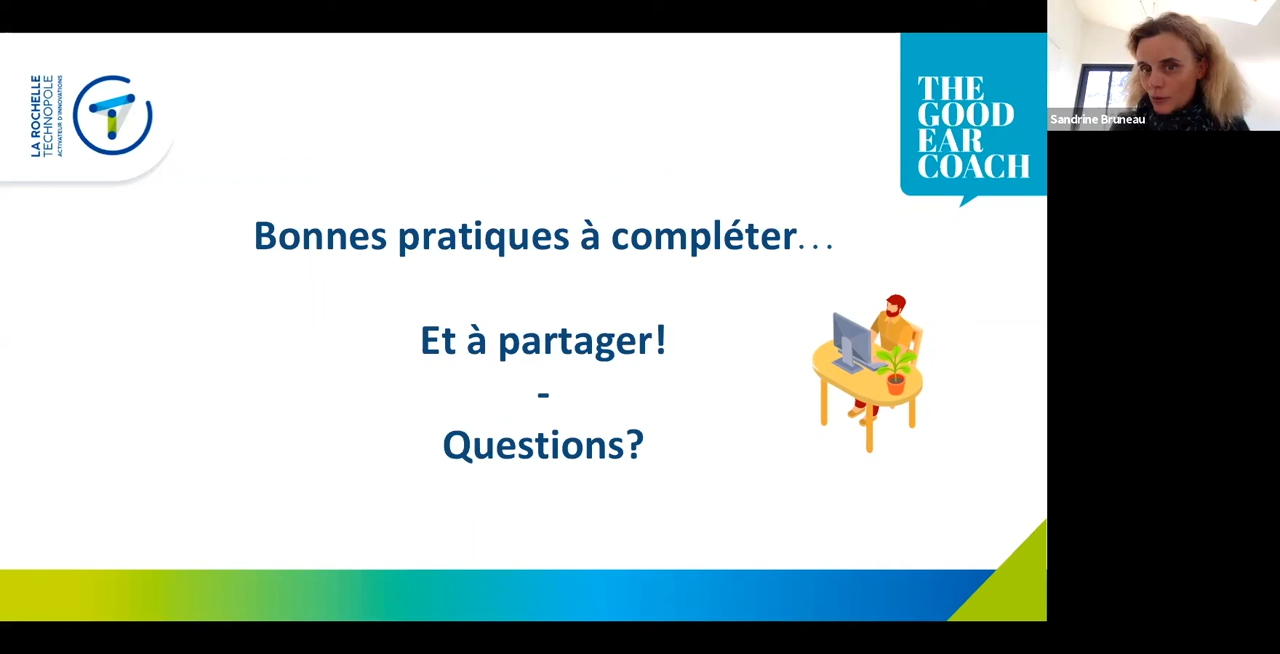 LA ROCHELLE
TECHNOPOLE
ACTIVATEUR D'INNOVATIONS
THE
GOOD
EAR
COACH
Sandrine Bruneau
Bonnes pratiques à compléter...
Et à partager!
-
Questions?